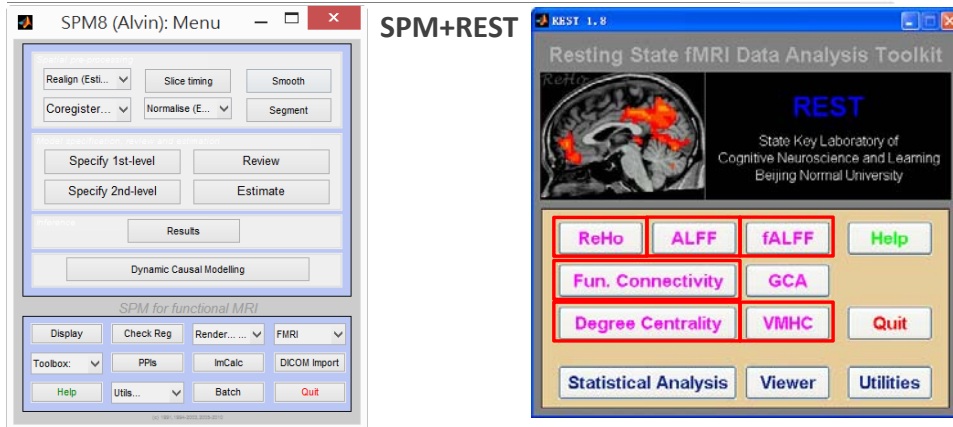 SPM8 (Alvin): Menu
Realign (Esti...
Slice timing
Smooth
Coregister...
Normalise (E...
Segment
Specify 1st-level
Review
Specify 2nd-level
Estimate
Results
Dynamic Causal Modelling
SPM for functional MRI
Display
Check Reg
Render... ...
FMRI
Toolbox:
PPIs
ImCalc
DICOM Import
Help
Utils...
Batch
Quit
SPM+REST
REST 1.8
Resting State fMRI Data Analysis Toolkit
ReHo
REST
State Key Laboratory of
Cognitive Neuroscience and Learning
Beijing Normal University
ReHo
ALFF
fALFF
Help
Fun. Connectivity
GCA
Degree Centrality
VMHC
Quit
Statistical Analysis
Viewer
Utilities